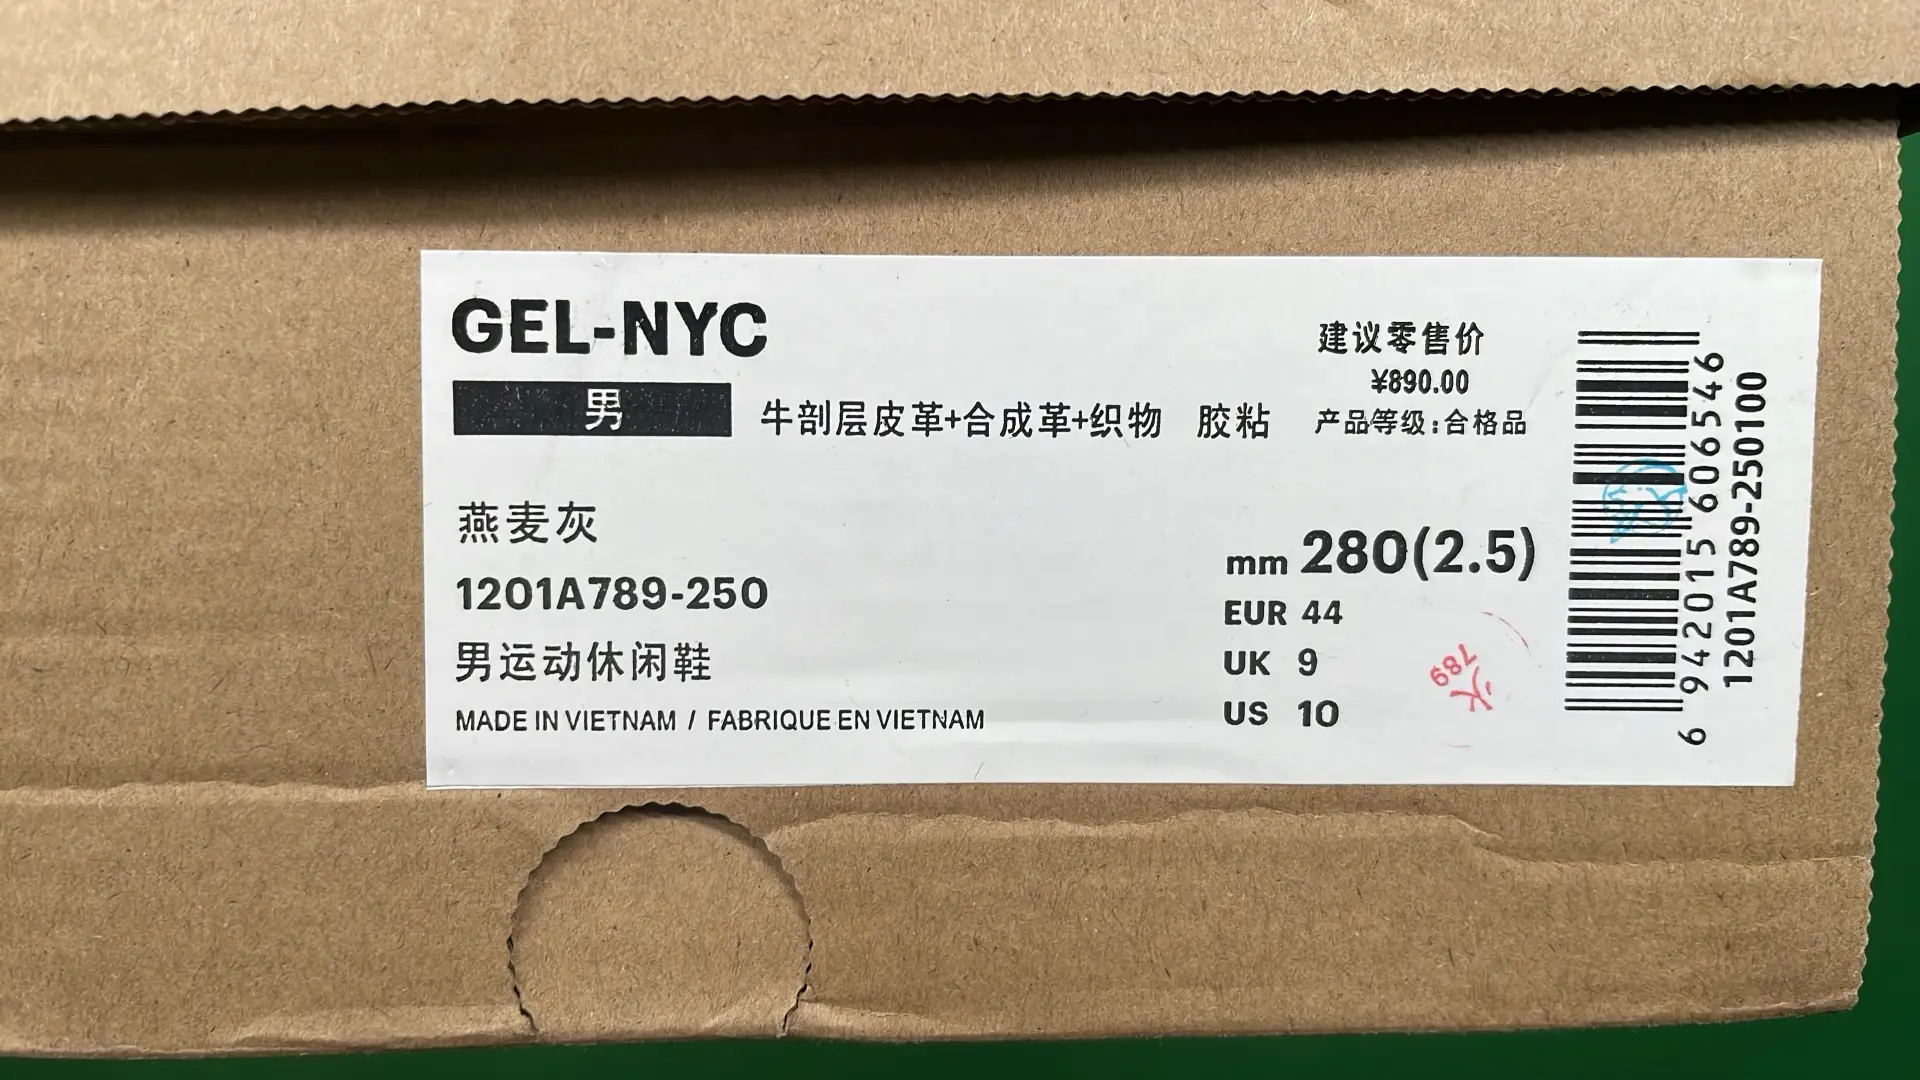 GEL-NYC
男
牛剖层皮革+合成革+织物 胶粘
建议零售价
¥890.00
产品等级:合格品
燕麦灰
1201A789-250
男运动休闲鞋
MADE IN VIETNAM / FABRIQUE EN VIETNAM
mm 280(2.5)
EUR 44
UK 9
US 10
789
6 942015 606546
1201A789-250100